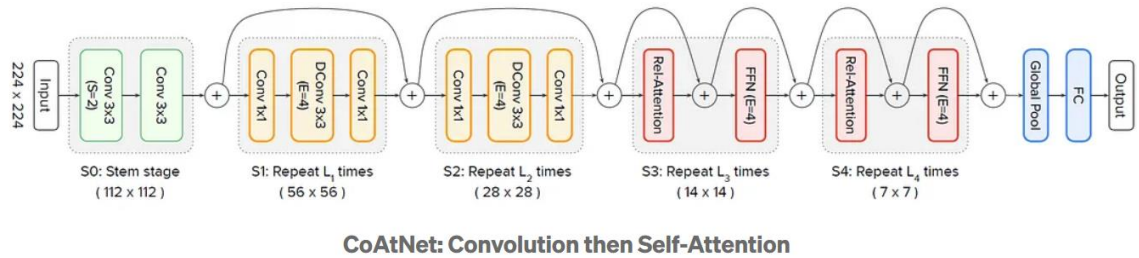 224 x 224
Input
Conv 3x3
(S=2)
Conv 3x3
+
Conv 1x1
DConv 3x3
(E=4)
Conv 1x1
+
Conv 1x1
DConv 3x3
(E=4)
Conv 1x1
+
Rel-Attention
+
FFN (E=4)
+
Rel-Attention
+
FFN (E=4)
+
Global Pool
FC
Output
S0: Stem stage
( 112 x 112 )
S1: Repeat L₁ times
( 56 x 56 )
S2: Repeat L₂ times
( 28 x 28 )
S3: Repeat L₃ times
( 14 x 14 )
S4: Repeat L₄ times
( 7 x 7 )
CoAtNet: Convolution then Self-Attention